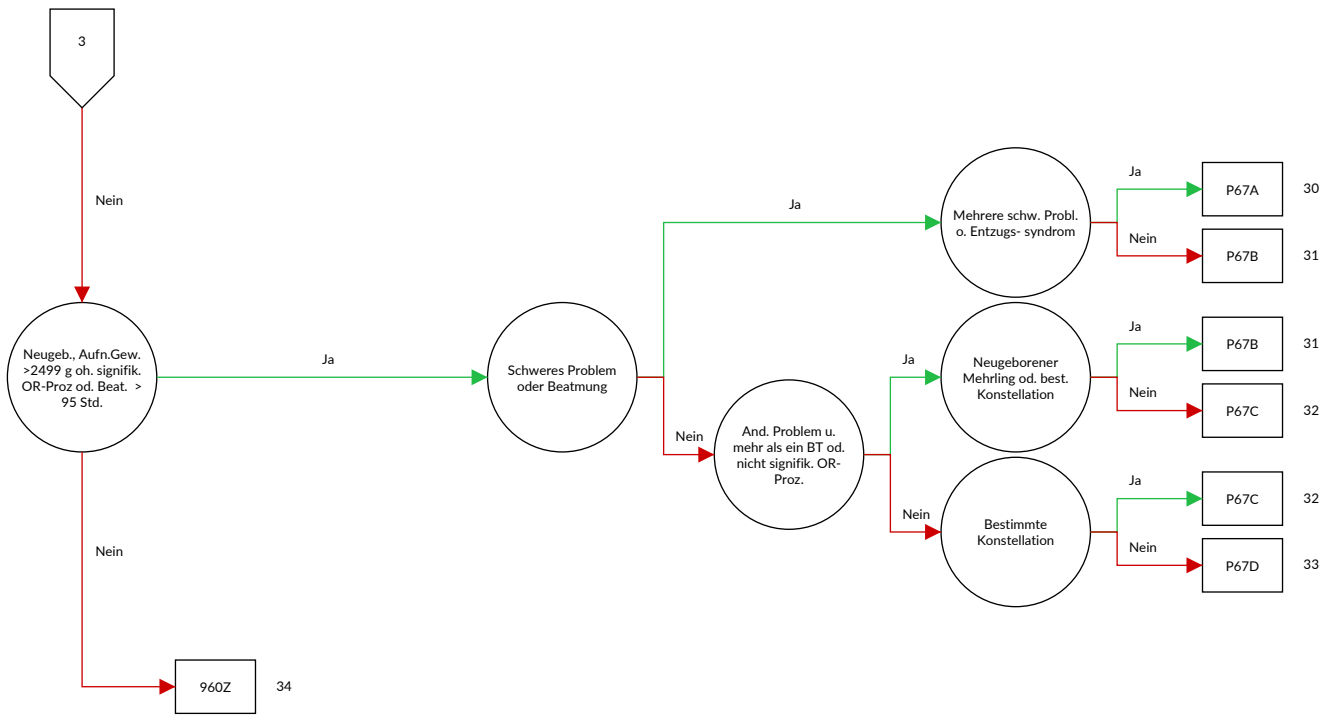 3
Nein
Neugeb., Aufn.Gew.
>2499 g oh. signifik.
OR-Proz od. Beat. >
95 Std.
Ja
Schweres Problem
oder Beatmung
Ja
Mehrere schw. Probl.
o. Entzugs- syndrom
Ja
P67A
30
Nein
P67B
31
Nein
And. Problem u.
mehr als ein BT od.
nicht signifik. OR-
Proz.
Ja
Neugeborener
Mehrling od. best.
Konstellation
Ja
P67B
31
Nein
P67C
32
Nein
Bestimmte
Konstellation
Ja
P67C
32
Nein
P67D
33
Nein
960Z
34